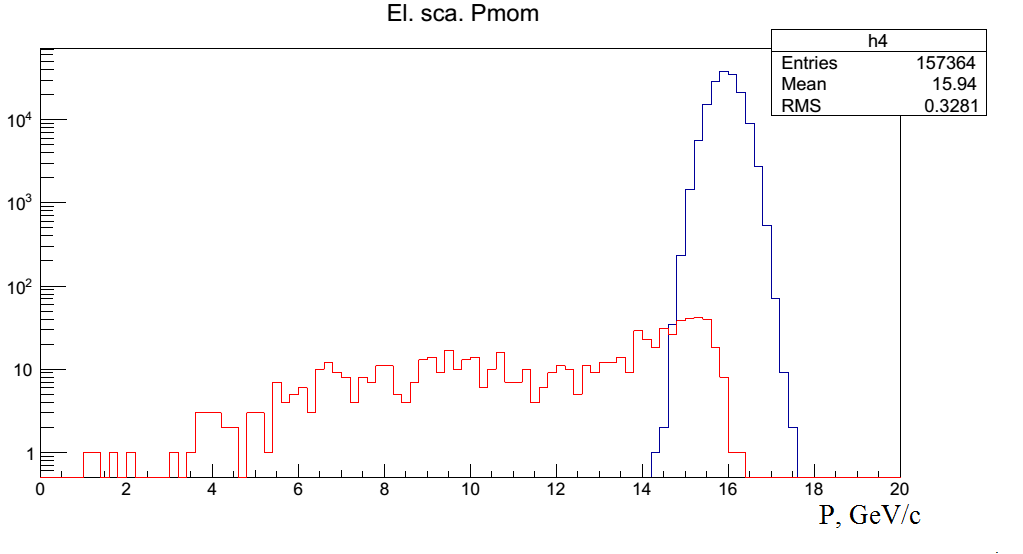 El. sca. Pmom
h4
Entries 157364
Mean 15.94
RMS 0.3281
10⁴
10³
10²
10
1
0 2 4 6 8 10 12 14 16 18 20
P, GeV/c